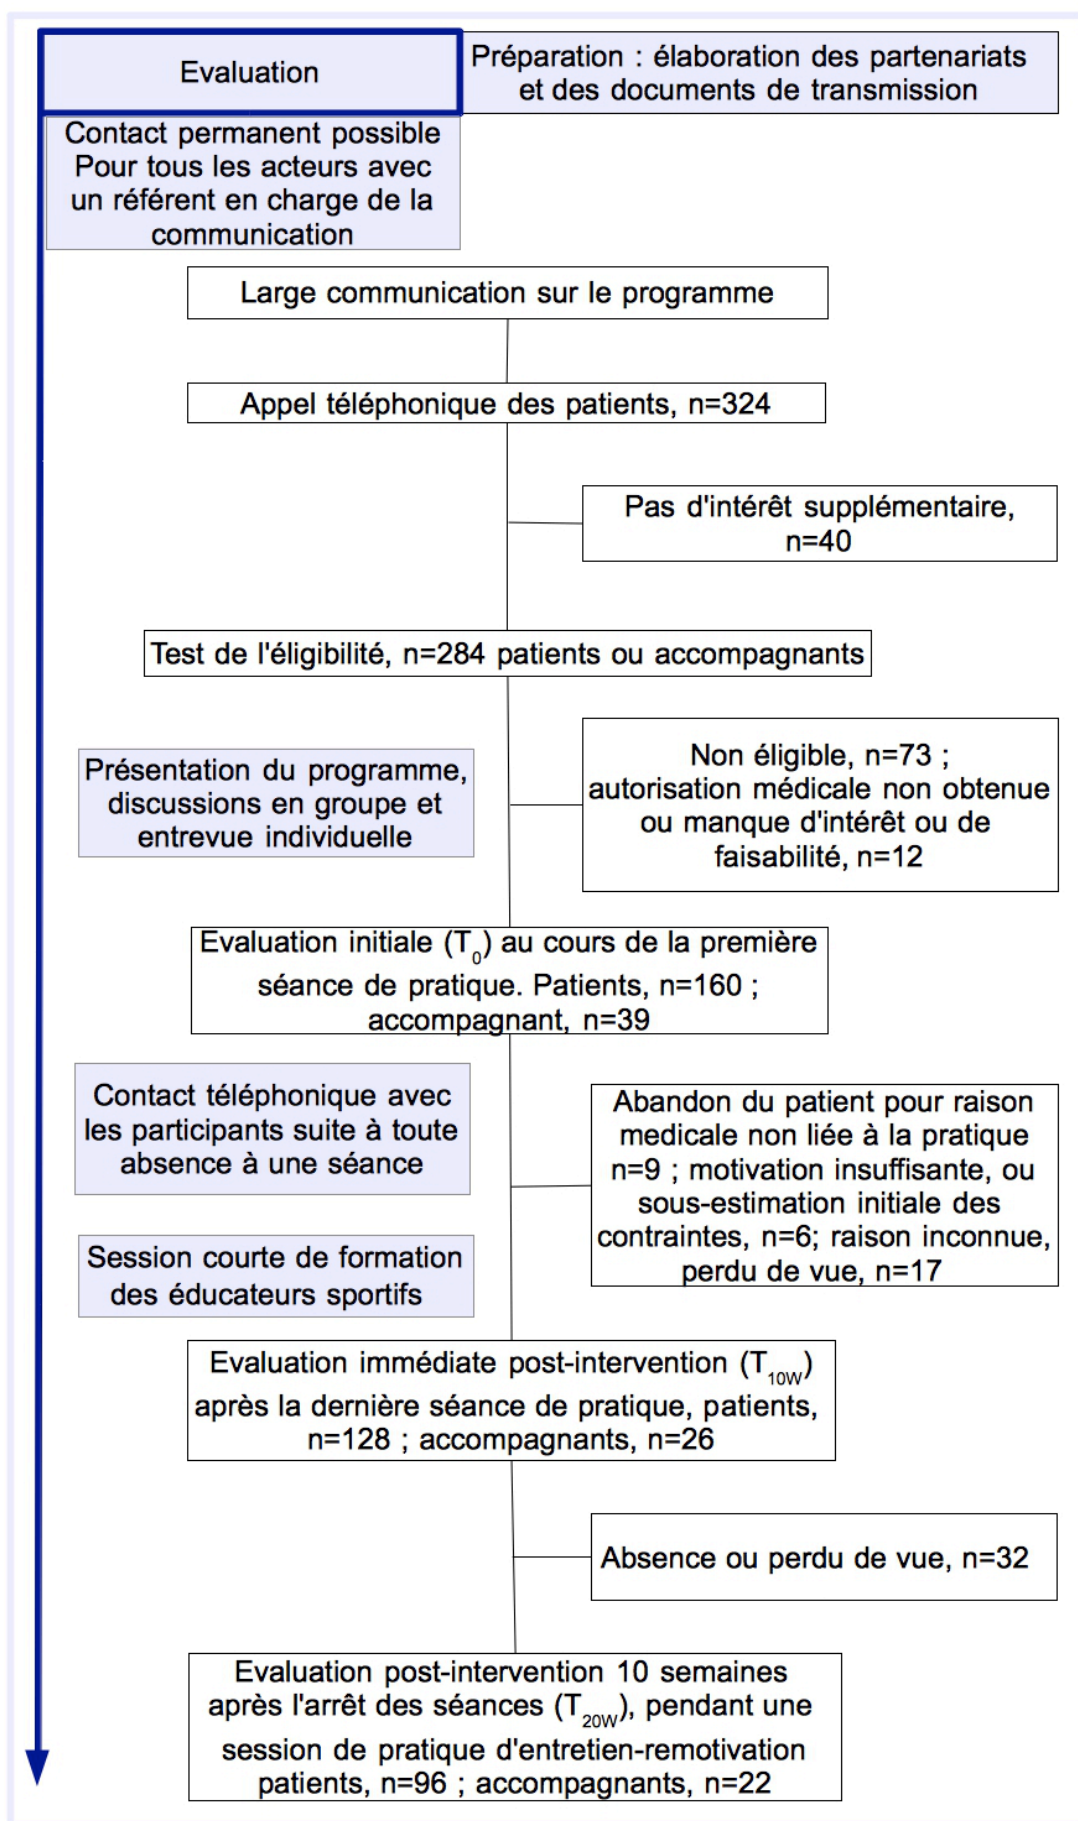 Evaluation
Préparation : élaboration des partenariats
et des documents de transmission
Contact permanent possible
Pour tous les acteurs avec
un référent en charge de la
communication
Large communication sur le programme
Appel téléphonique des patients, n=324
Pas d'intérêt supplémentaire,
n=40
Test de l'éligibilité, n=284 patients ou accompagnants
Présentation du programme,
discussions en groupe et
entrevue individuelle
Non éligible, n=73 ;
autorisation médicale non obtenue
ou manque d'intérêt ou de
faisabilité, n=12
Evaluation initiale (T0) au cours de la première
séance de pratique. Patients, n=160 ;
accompagnant, n=39
Contact téléphonique avec
les participants suite à toute
absence à une séance
Abandon du patient pour raison
medicale non liée à la pratique
n=9 ; motivation insuffisante, ou
sous-estimation initiale des
contraintes, n=6; raison inconnue,
perdu de vue, n=17
Session courte de formation
des éducateurs sportifs
Evaluation immédiate post-intervention (T10W)
après la dernière séance de pratique, patients,
n=128 ; accompagnants, n=26
Absence ou perdu de vue, n=32
Evaluation post-intervention 10 semaines
après l'arrêt des séances (T20W), pendant une
session de pratique d'entretien-remotivation
patients, n=96 ; accompagnants, n=22